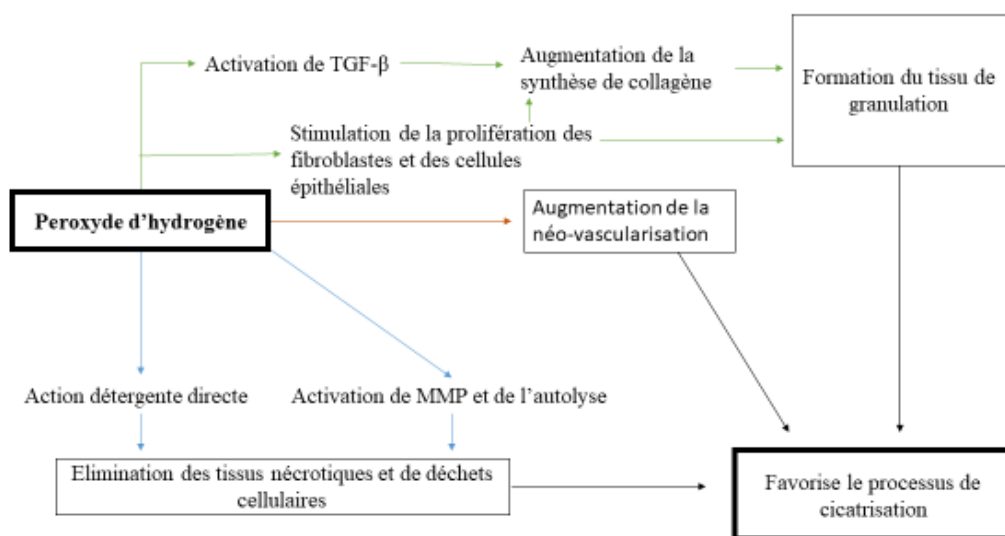 Activation de TGF-β
Augmentation de la
synthèse de collagène
Formation du tissu de
granulation
Stimulation de la prolifération des
fibroblastes et des cellules
épithéliales
Peroxyde d’hydrogène
Augmentation de la
néo-vascularisation
Action détergente directe
Activation de MMP et de l’autolyse
Elimination des tissus nécrotiques et de déchets
cellulaires
Favorise le processus de
cicatrisation